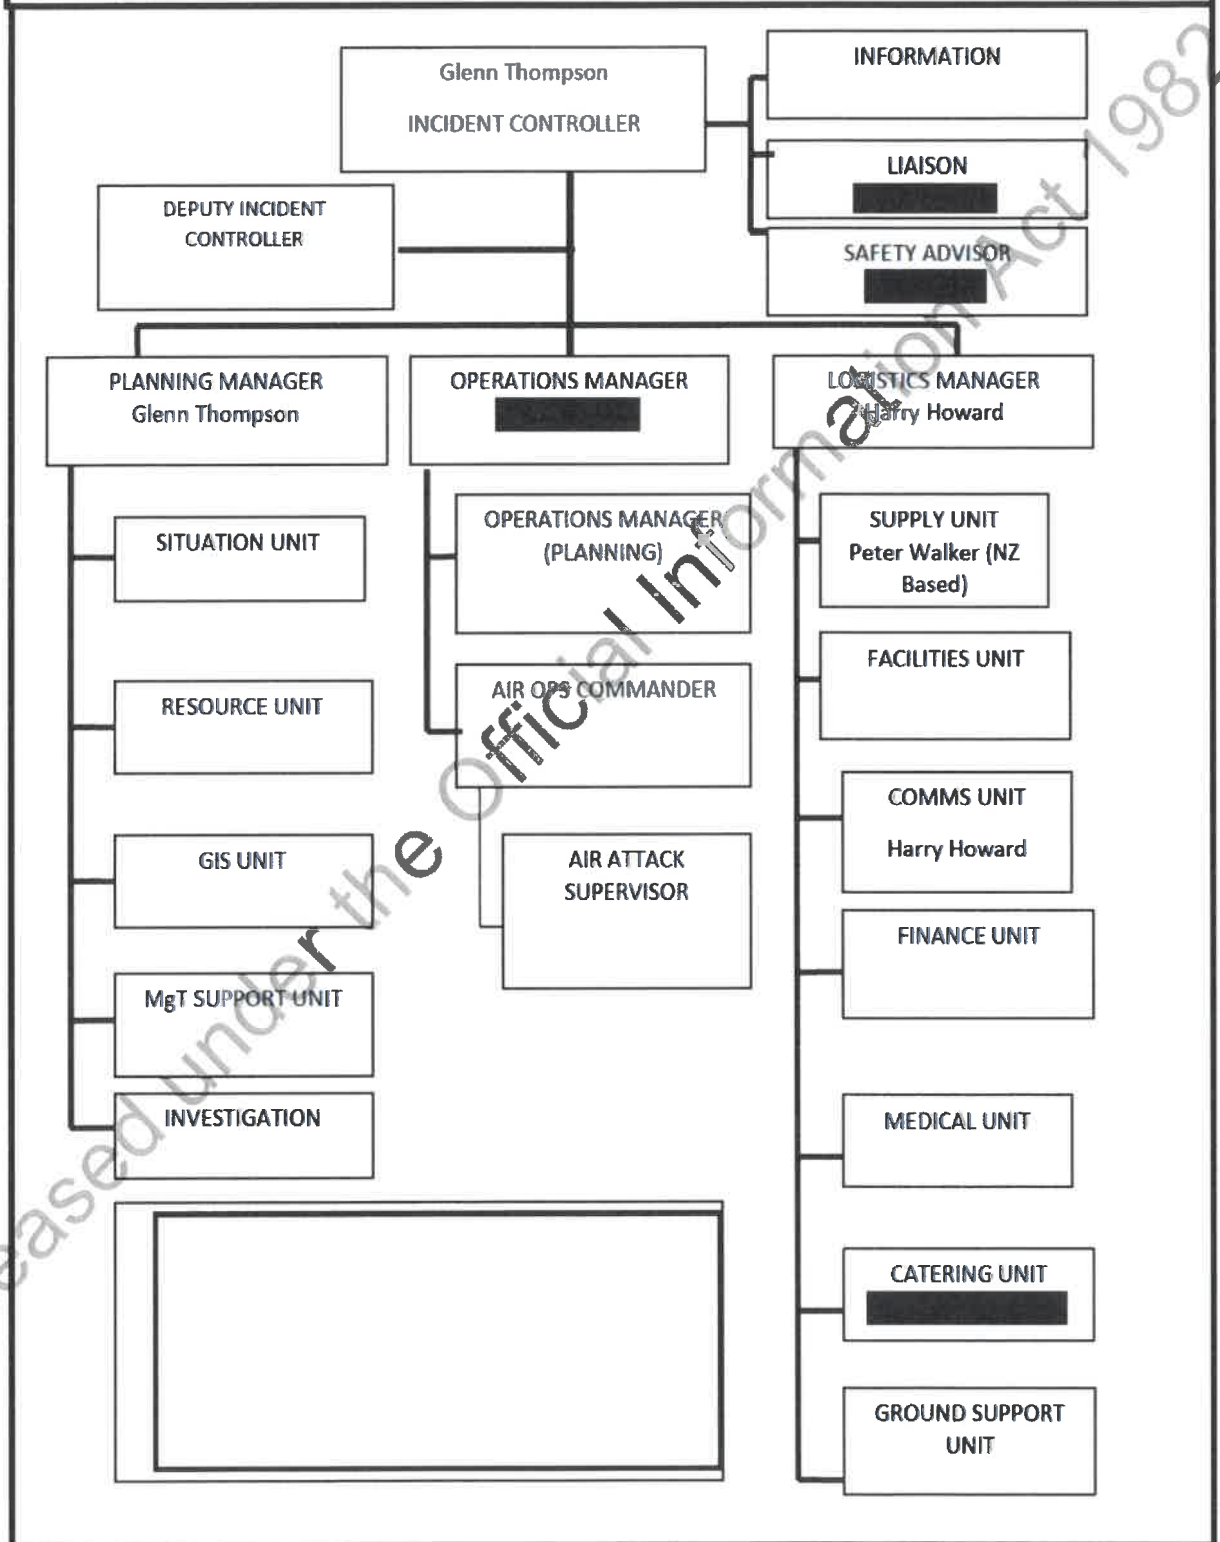 Glenn Thompson
INCIDENT CONTROLLER
INFORMATION
LIAISON
SAFETY ADVISOR
DEPUTY INCIDENT
CONTROLLER
PLANNING MANAGER
Glenn Thompson
OPERATIONS MANAGER
LOGISTICS MANAGER
Harry Howard
SITUATION UNIT
RESOURCE UNIT
GIS UNIT
MgT SUPPORT UNIT
INVESTIGATION
OPERATIONS MANAGER
(PLANNING)
AIR OPS COMMANDER
AIR ATTACK
SUPERVISOR
SUPPLY UNIT
Peter Walker (NZ
Based)
FACILITIES UNIT
COMMS UNIT
Harry Howard
FINANCE UNIT
MEDICAL UNIT
CATERING UNIT
GROUND SUPPORT
UNIT
eased under the Official Information Act 1982